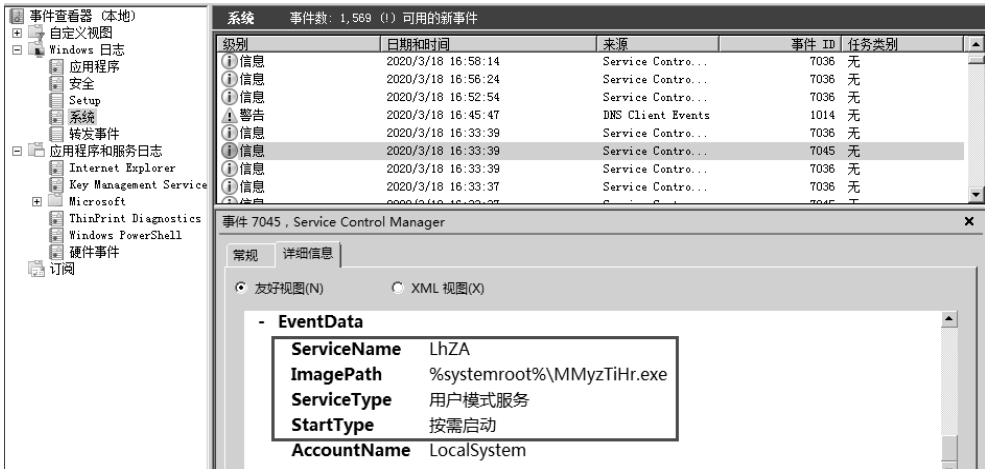 事件查看器 (本地)
自定义视图
Windows 日志
应用程序
安全
Setup
系统
转发事件
应用程序和服务日志
Internet Explorer
Key Management Service
Microsoft
ThinPrint Diagnostics
Windows PowerShell
硬件事件
订阅
系统 事件数: 1,569 (!) 可用的新事件
级别 日期和时间 来源 事件 ID 任务类别
信息 2020/3/18 16:58:14 Service Contro... 7036 无
信息 2020/3/18 16:56:24 Service Contro... 7036 无
信息 2020/3/18 16:52:54 Service Contro... 7036 无
警告 2020/3/18 16:45:47 DNS Client Events 1014 无
信息 2020/3/18 16:33:39 Service Contro... 7036 无
信息 2020/3/18 16:33:39 Service Contro... 7045 无
信息 2020/3/18 16:33:39 Service Contro... 7036 无
信息 2020/3/18 16:33:37 Service Contro... 7036 无
事件 7045，Service Control Manager
常规 详细信息
友好视图(N) XML 视图(X)
- EventData
ServiceName LhZA
ImagePath %systemroot%\MMyzTiHr.exe
ServiceType 用户模式服务
StartType 按需启动
AccountName LocalSystem